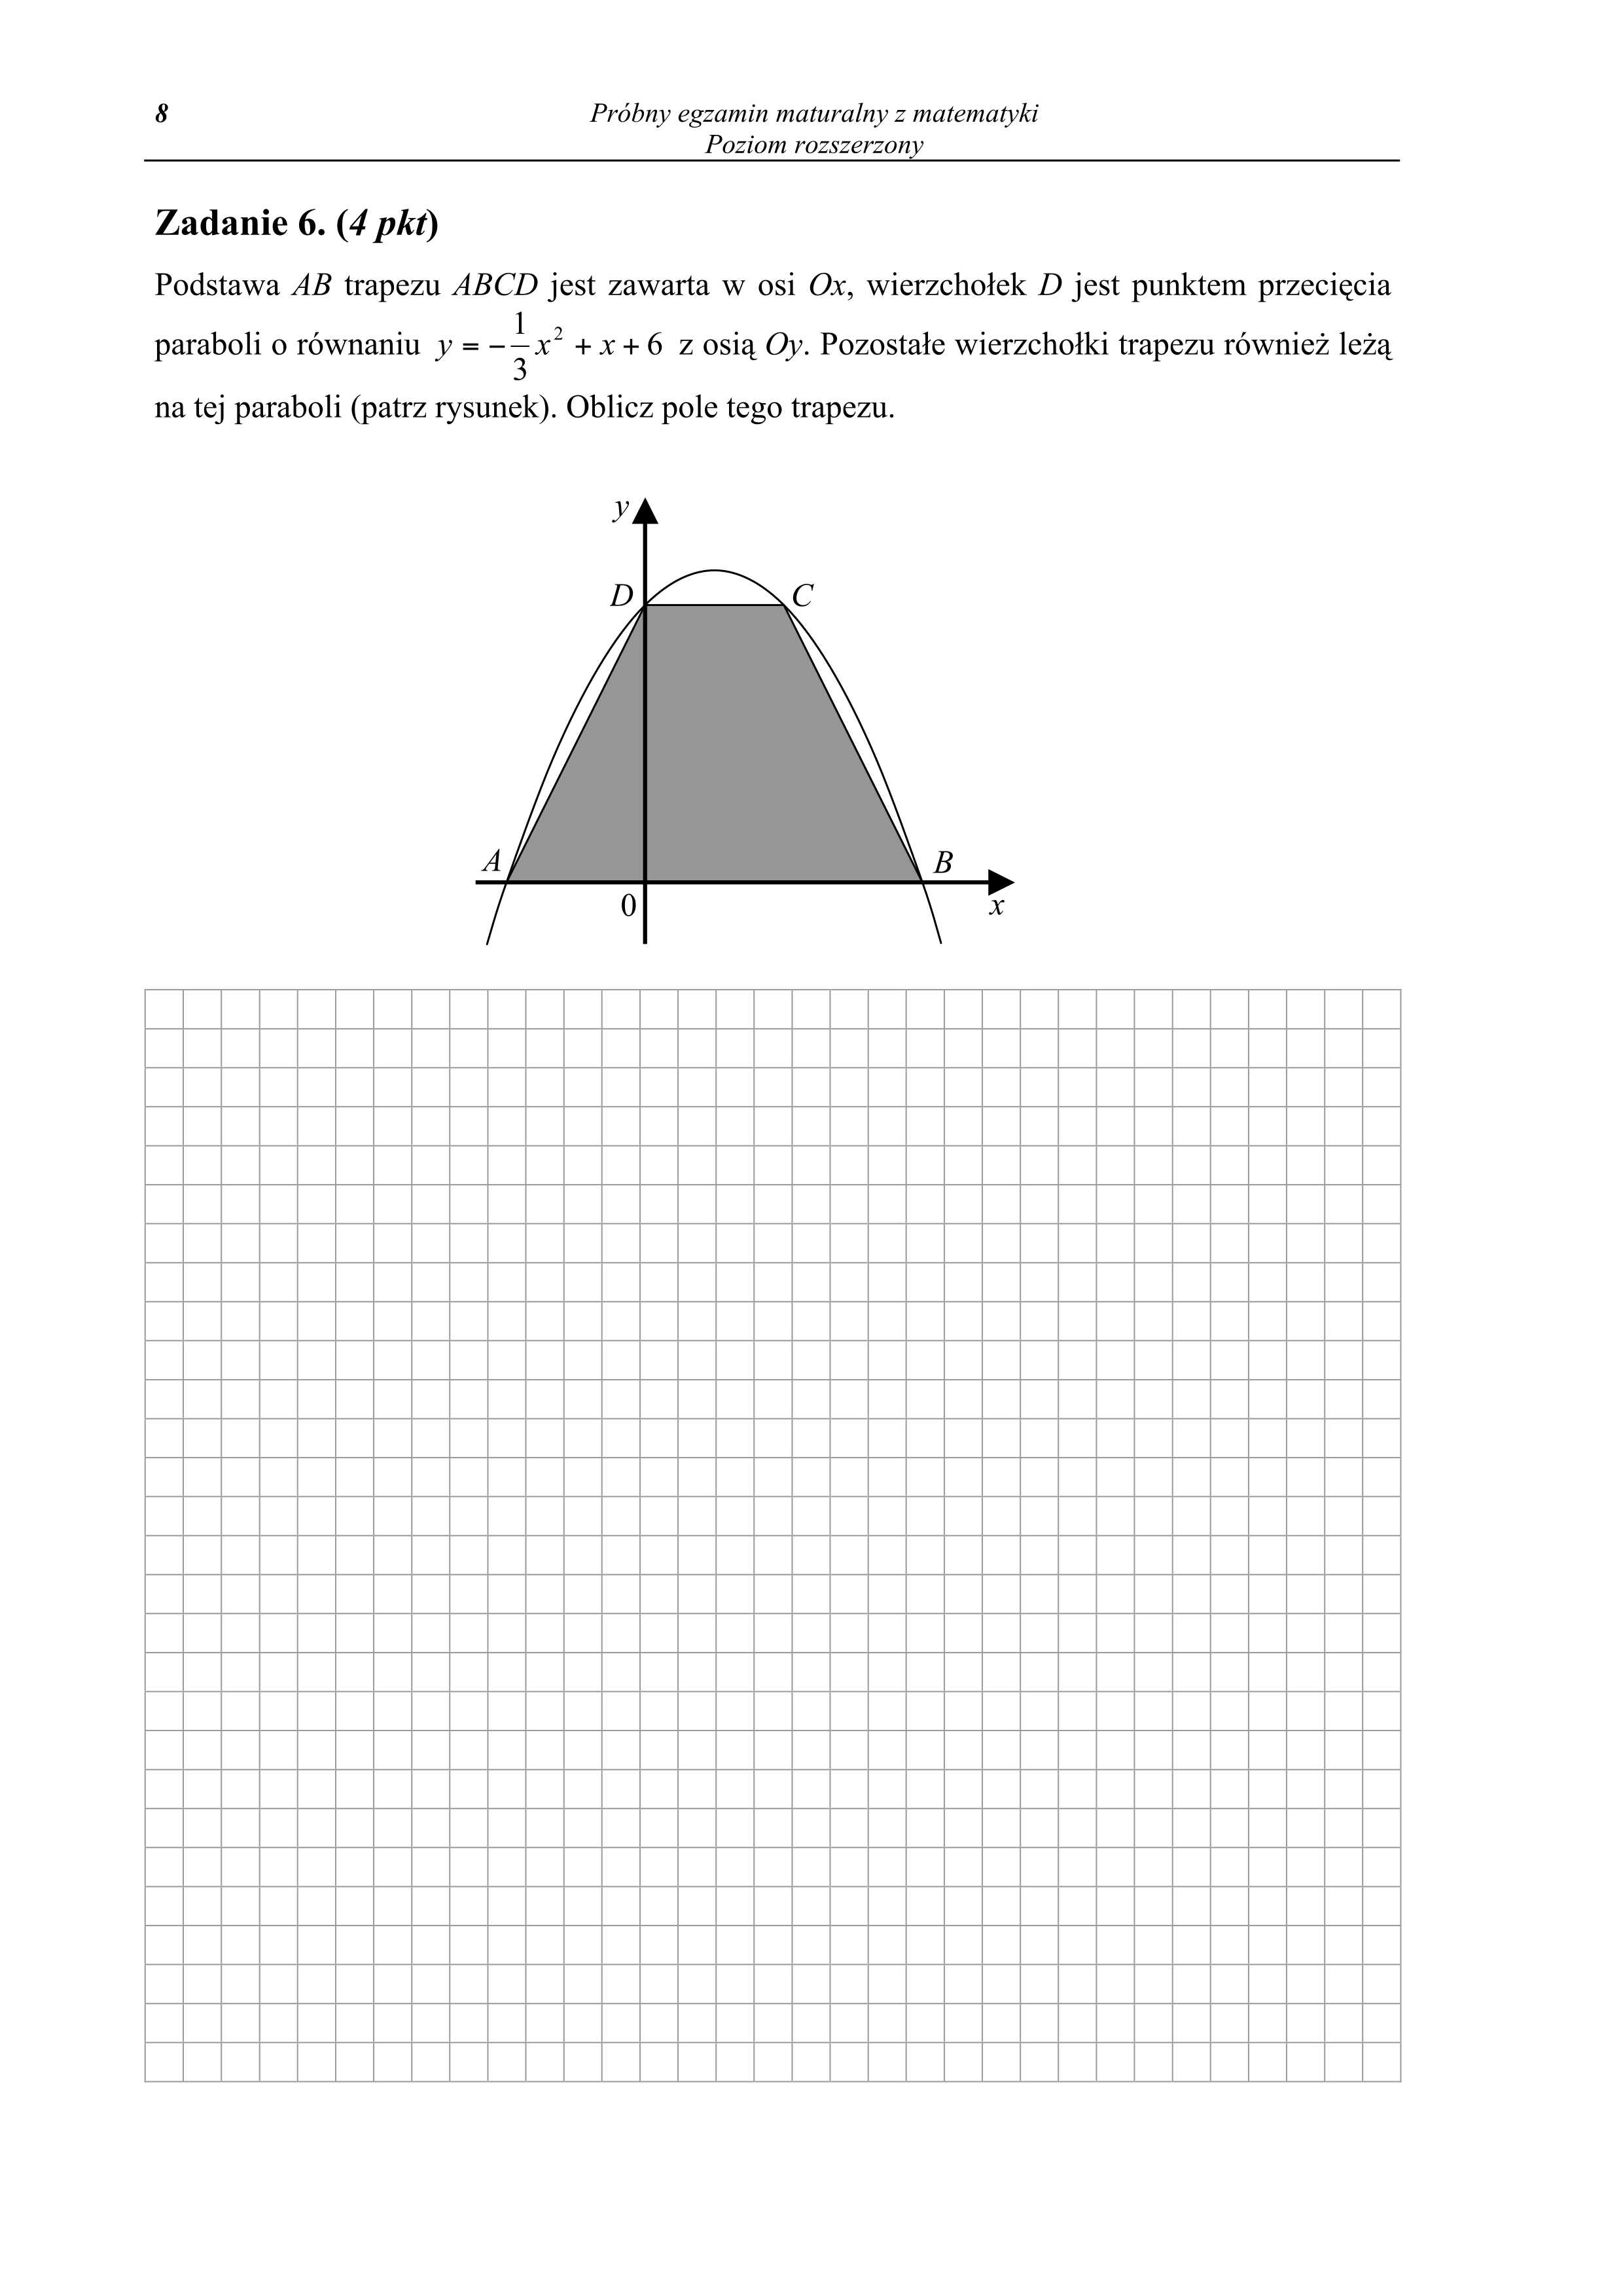 8
Próbny egzamin maturalny z matematyki
Poziom rozszerzony
Zadanie 6. (4 pkt)
Podstawa AB trapezu ABCD jest zawarta w osi Ox, wierzchołek D jest punktem przecięcia
paraboli o równaniu y = −1/3 x² + x + 6 z osią Oy. Pozostałe wierzchołki trapezu również leżą
na tej paraboli (patrz rysunek). Oblicz pole tego trapezu.
y
D C
A B
0 x